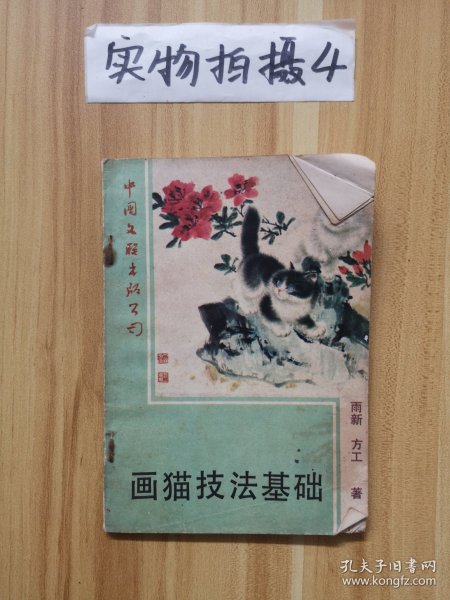 实物拍摄4
中国文联出版公司
雨新 方工 著
画猫技法基础
孔夫子旧书网
www.kongfz.com